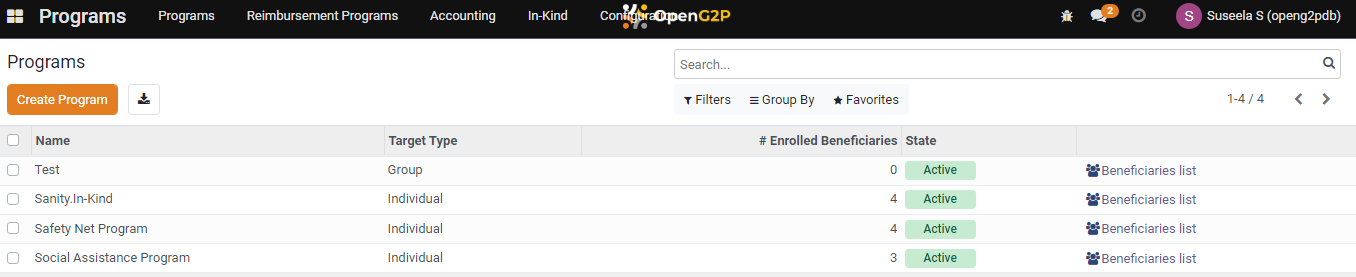 Programs Programs Reimbursement Programs Accounting In-Kind Configuration OpenG2P 2 S Suseela S (openg2pdb)
Programs Search...
Create Program Filters Group By Favorites 1-4 / 4
Name Target Type # Enrolled Beneficiaries State
Test Group 0 Active Beneficiaries list
Sanity.In-Kind Individual 4 Active Beneficiaries list
Safety Net Program Individual 4 Active Beneficiaries list
Social Assistance Program Individual 3 Active Beneficiaries list